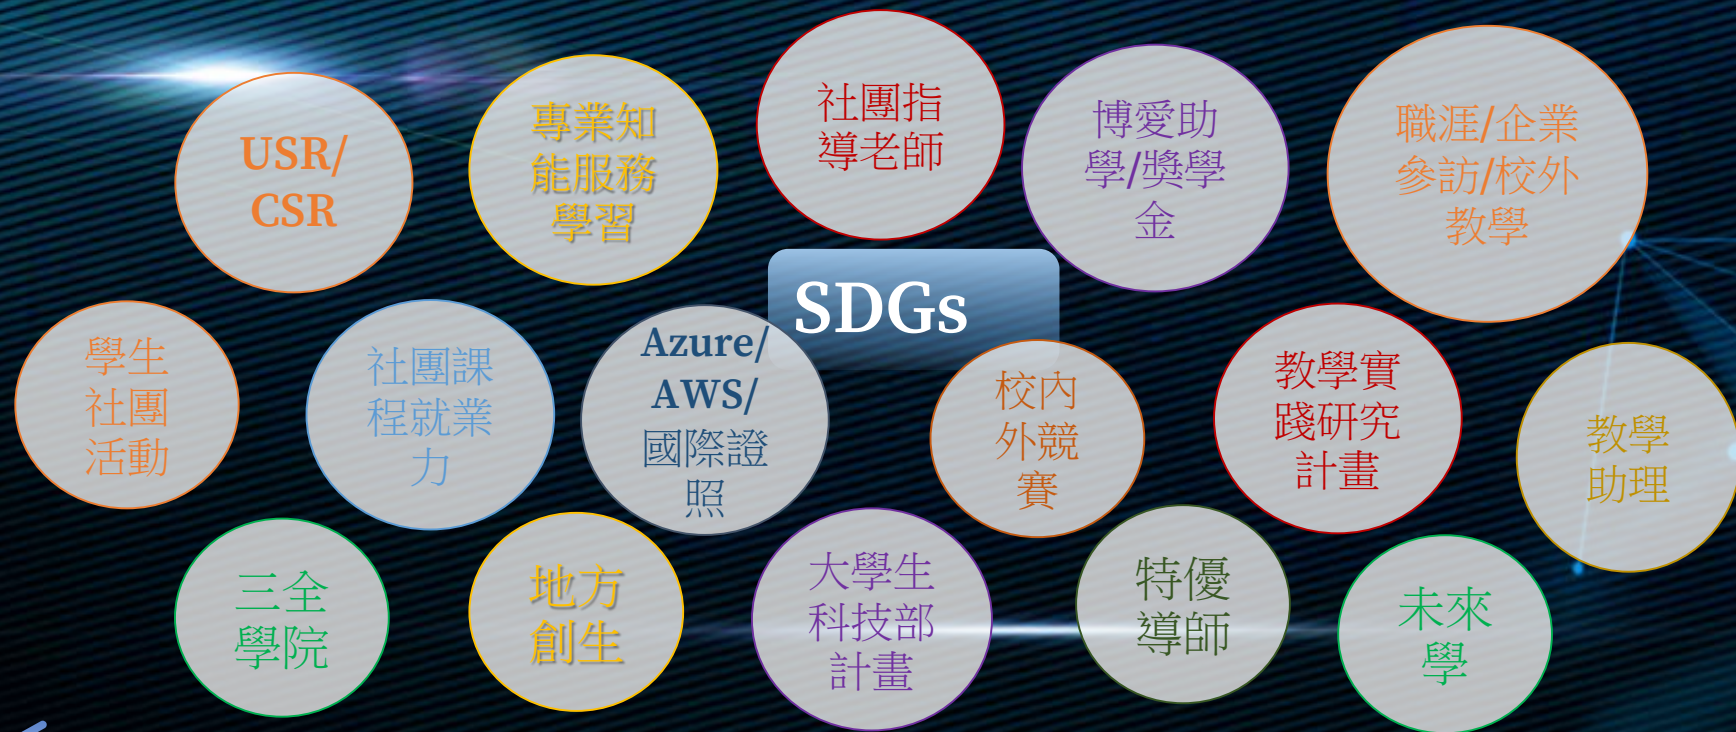 USR/
CSR
專業知
能服務
學習
社團指
導老師
博愛助
學/獎學
金
職涯/企業
參訪/校外
教學
SDGs
學生
社團
活動
社團課
程就業
力
Azure/
AWS/
國際證
照
校內
外競
賽
教學實
踐研究
計畫
教學
助理
三全
學院
地方
創生
大學生
科技部
計畫
特優
導師
未來
學